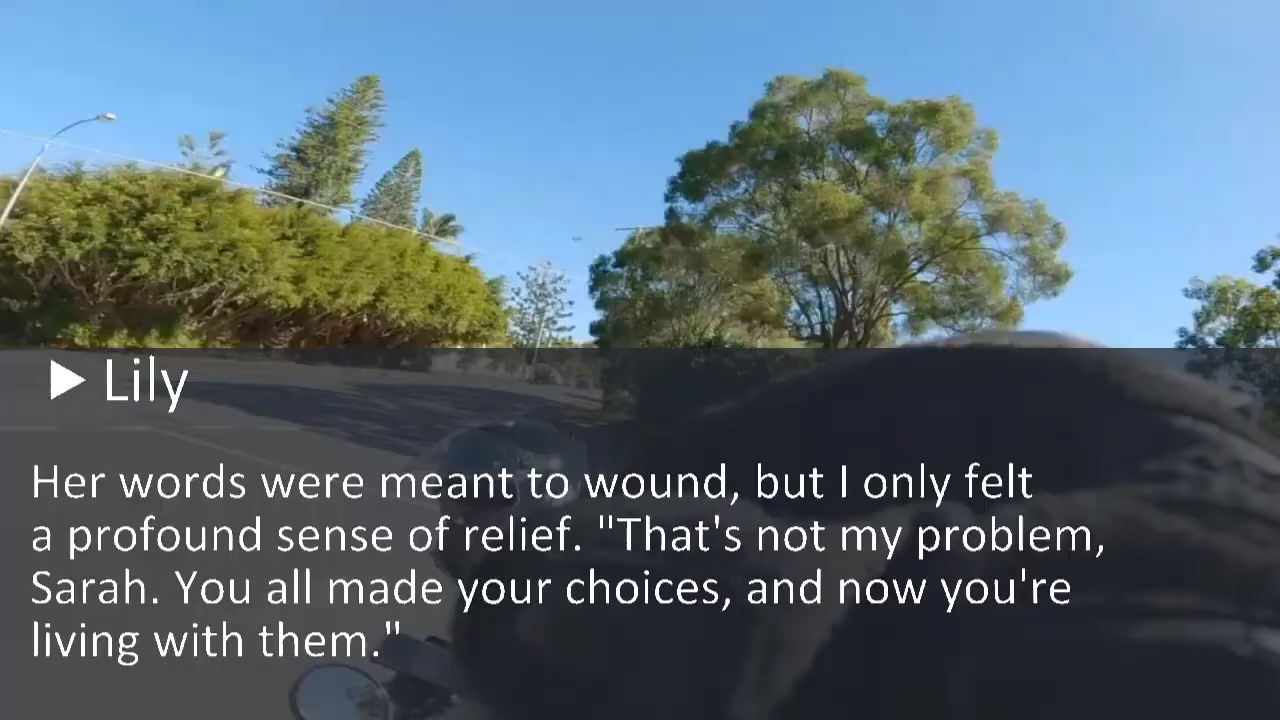 Lily
Her words were meant to wound, but I only felt
a profound sense of relief. "That's not my problem,
Sarah. You all made your choices, and now you're
living with them."